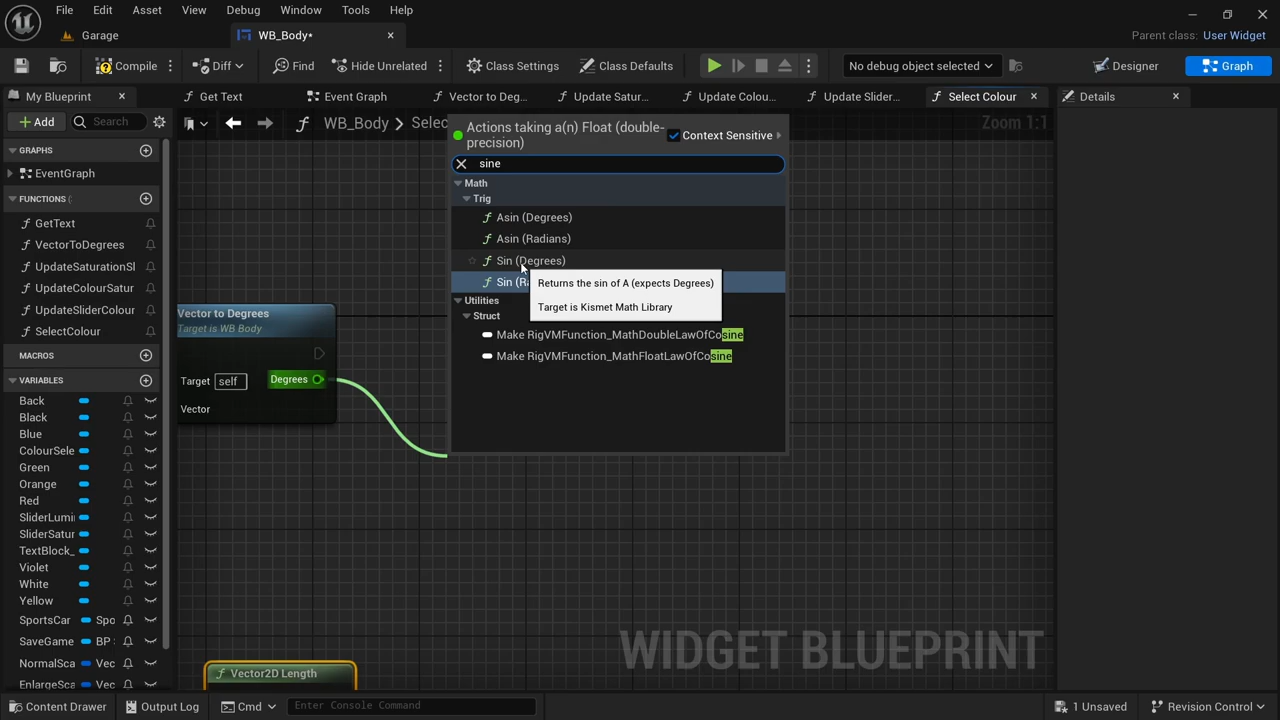 File Edit Asset View Debug Window Tools Help
Garage
WB_Body*
Parent class: User Widget
Compile
Diff
Find
Hide Unrelated
Class Settings
Class Defaults
No debug object selected
Designer
Graph
My Blueprint
Get Text
Event Graph
Vector to Deg...
Update Satur...
Update Colou...
Update Slider...
Select Colour
Details
Add
Search
WB_Body > Selec
Zoom 1:1
GRAPHS
EventGraph
FUNCTIONS (
GetText
VectorToDegrees
UpdateSaturationSl
UpdateColourSatur
UpdateSliderColour
SelectColour
MACROS
VARIABLES
Back
Black
Blue
ColourSele
Green
Orange
Red
SliderLumi
SliderSatur
TextBlock_
Violet
White
Yellow
SportsCar Spo
SaveGame BP
NormalSca Vec
EnlargeSca Vec
Vector to Degrees
Target is WB Body
Target self
Degrees
Vector
Actions taking a(n) Float (double-
precision)
Context Sensitive
sine
Math
Trig
Asin (Degrees)
Asin (Radians)
Sin (Degrees)
Sin (R
Returns the sin of A (expects Degrees)
Target is Kismet Math Library
Utilities
Struct
Make RigVMFunction_MathDoubleLawOfCosine
Make RigVMFunction_MathFloatLawOfCosine
Vector2D Length
WIDGET BLUEPRINT
Content Drawer
Output Log
Cmd
Enter Console Command
1 Unsaved
Revision Control